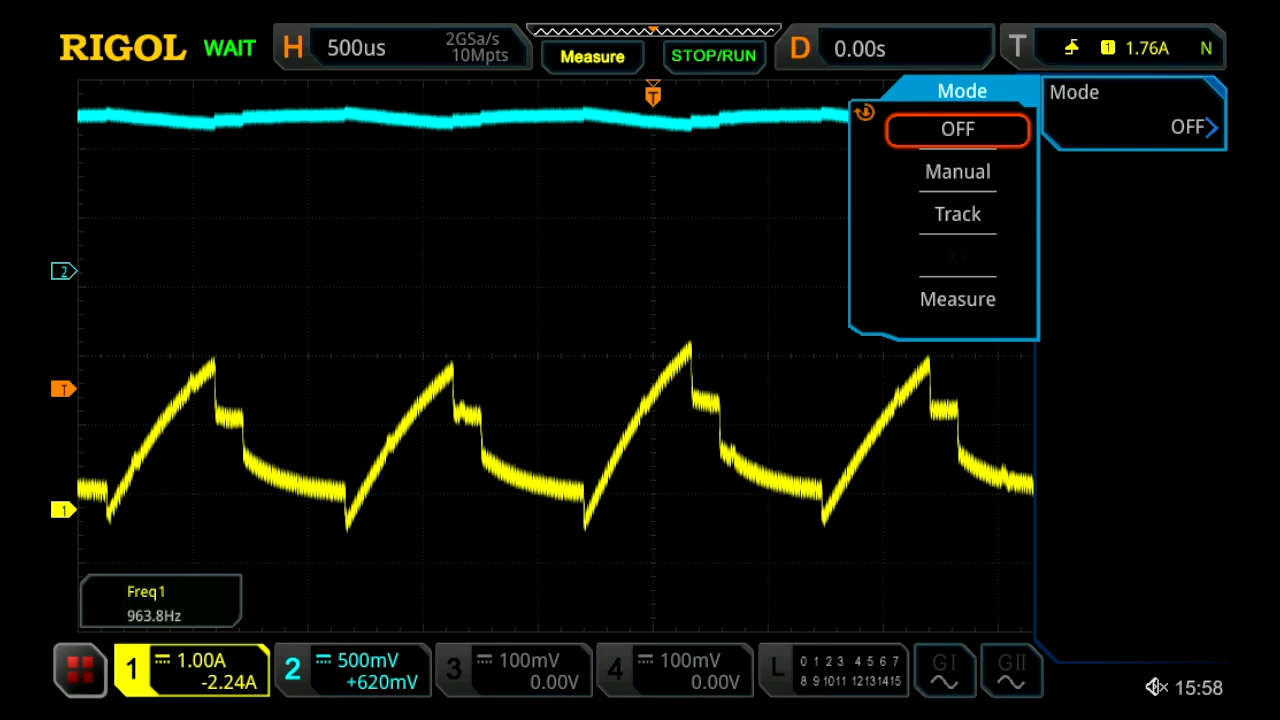 RIGOL WAIT H 500us 2GSa/s D 0.00s T 1 1.76A N
10Mpts
Measure STOP/RUN
T
Mode
OFF
Manual
Track
XY
Measure
Mode
OFF
2
T
1
Freq1
963.8Hz
1 1.00A
-2.24A
2 500mV
+620mV
3 100mV
0.00V
4 100mV
0.00V
L 0 1 2 3 4 5 6 7
8 9 10 11 12 13 14 15
GI
GII
15:58